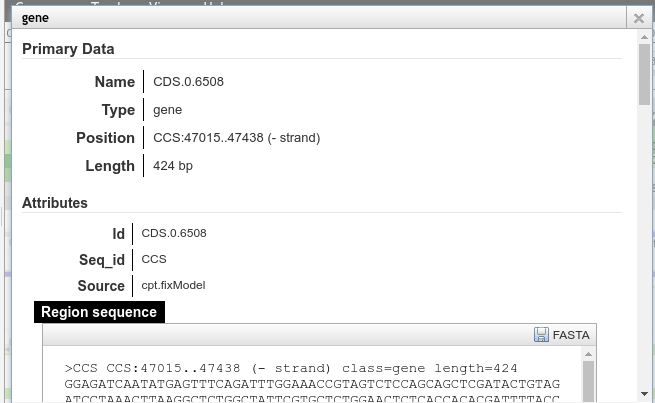 gene
Primary Data
Name CDS.0.6508
Type gene
Position CCS:47015..47438 (- strand)
Length 424 bp
Attributes
Id CDS.0.6508
Seq_id CCS
Source cpt.fixModel
Region sequence
FASTA
>CCS CCS:47015..47438 (- strand) class=gene length=424
GGAGATCAATATGAGTTTCAGATTTGGAAACCGTAGTCTCCAGCAGCTCGATACTGTAG
ATCCTAAACTTAAGGCTCTGGCTATTCGTGCTCTGGAACTCTCACCACACGATTTTACC